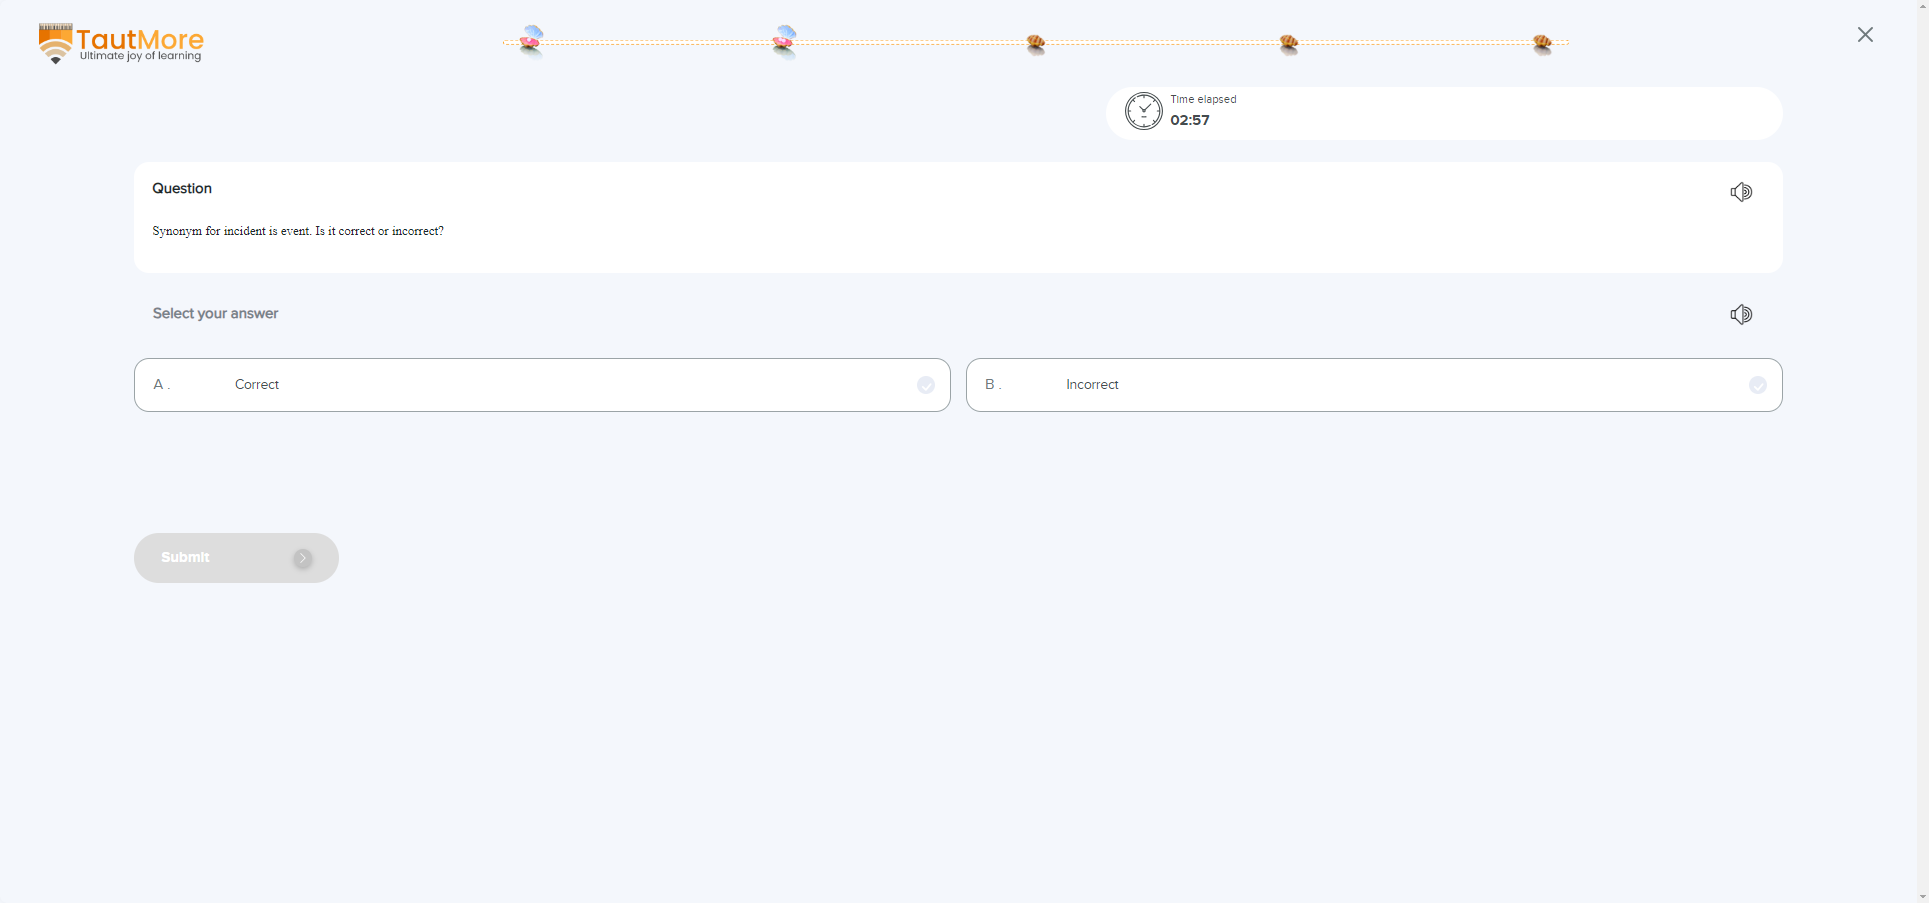 TautMore
Ultimate joy of learning
Time elapsed
02:57
Question
Synonym for incident is event. Is it correct or incorrect?
Select your answer
A . Correct
B . Incorrect
Submit